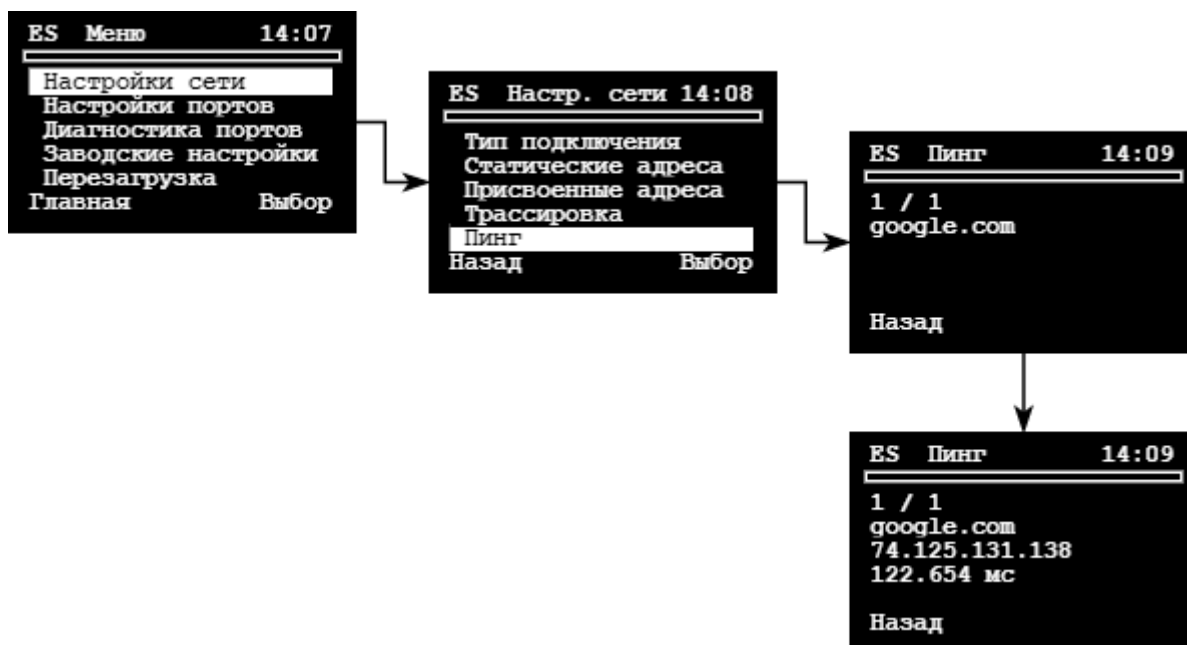 ES Меню 14:07
Настройки сети
Настройки портов
Диагностика портов
Заводские настройки
Перезагрузка
Главная Выбор
ES Настр. сети 14:08
Тип подключения
Статические адреса
Присвоенные адреса
Трассировка
Пинг
Назад Выбор
ES Пинг 14:09
1 / 1
google.com
Назад
ES Пинг 14:09
1 / 1
google.com
74.125.131.138
122.654 мс
Назад